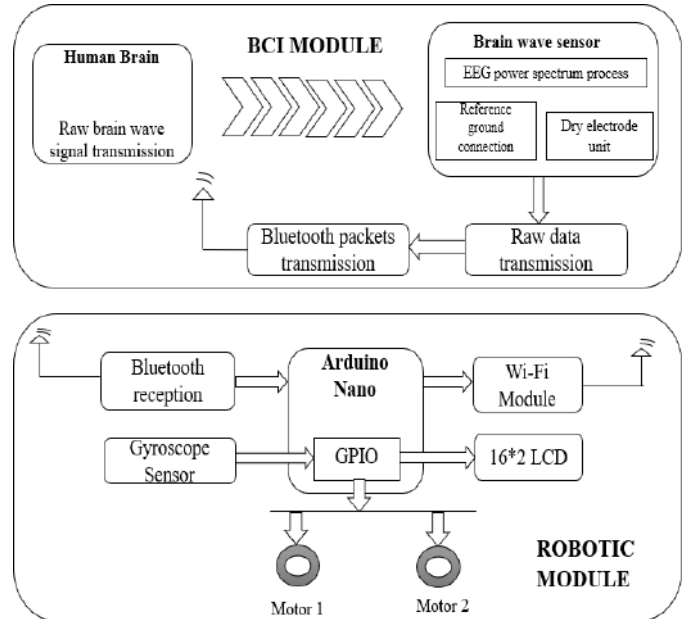 BCI MODULE
Human Brain
Raw brain wave
signal transmission
Brain wave sensor
EEG power spectrum process
Reference
ground
connection
Dry electrode
unit
Bluetooth packets
transmission
Raw data
transmission
Bluetooth
reception
Arduino
Nano
Wi-Fi
Module
Gyroscope
Sensor
GPIO
16*2 LCD
ROBOTIC
MODULE
Motor 1
Motor 2